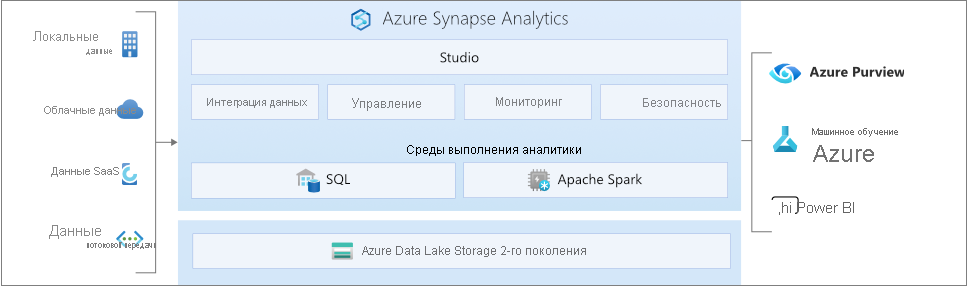 Azure Synapse Analytics
Локальные
данные
Облачные данные
Данные SaaS
Данные
потоковой передачи
Studio
Интеграция данных
Управление
Мониторинг
Безопасность
Среды выполнения аналитики
SQL
Apache Spark
Azure Data Lake Storage 2-го поколения
Azure Purview
Машинное обучение
Azure
,hi Power BI